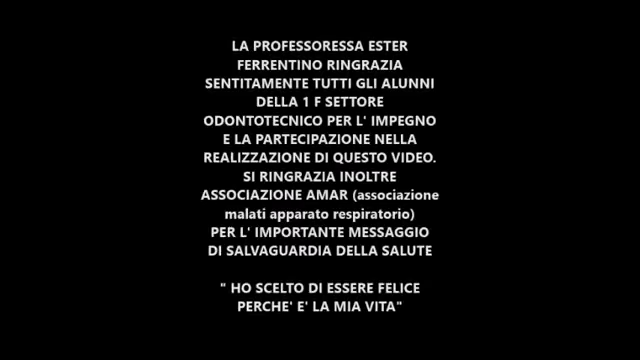 LA PROFESSORESSA ESTER
FERRENTINO RINGRAZIA
SENTITAMENTE TUTTI GLI ALUNNI
DELLA 1 F SETTORE
ODONTOTECNICO PER L' IMPEGNO
E LA PARTECIPAZIONE NELLA
REALIZZAZIONE DI QUESTO VIDEO.
SI RINGRAZIA INOLTRE
ASSOCIAZIONE AMAR (associazione
malati apparato respiratorio)
PER L' IMPORTANTE MESSAGGIO
DI SALVAGUARDIA DELLA SALUTE
" HO SCELTO DI ESSERE FELICE
PERCHE' E' LA MIA VITA"